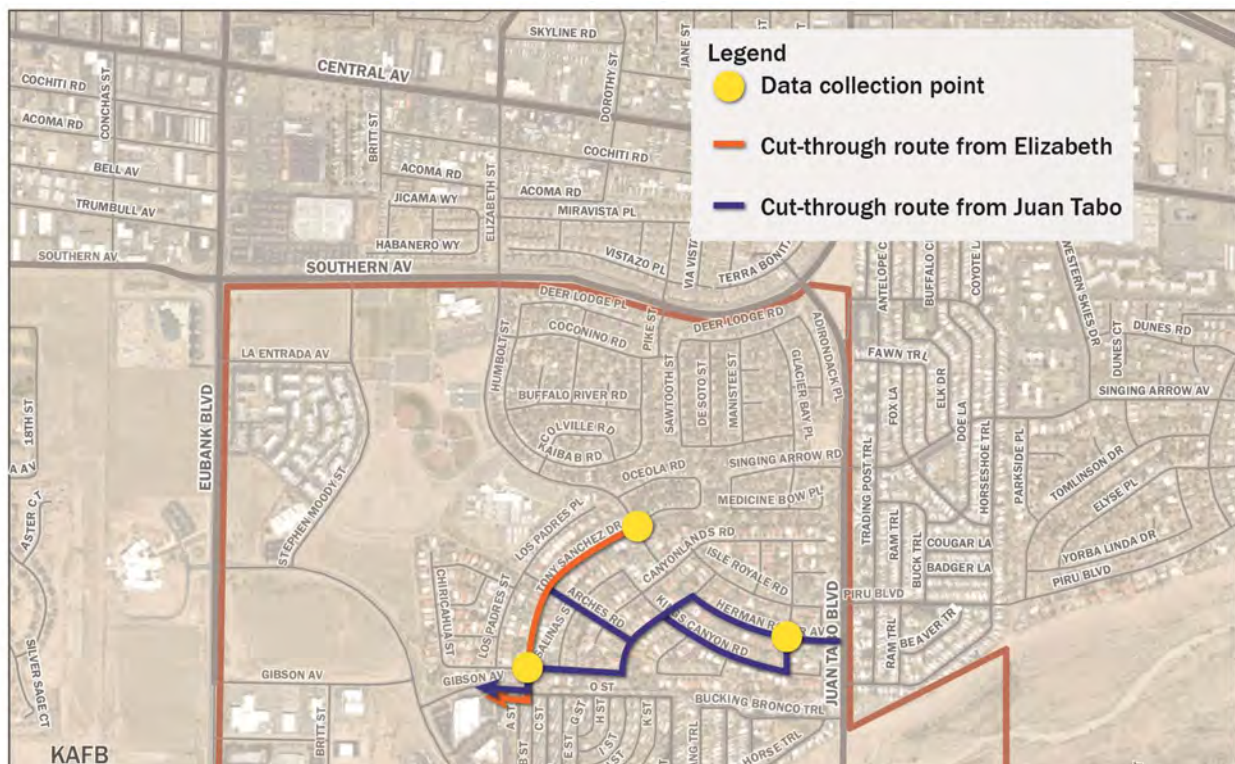 SKYLINE RD
JANE ST
Legend
Data collection point
Cut-through route from Elizabeth
Cut-through route from Juan Tabo
CENTRAL AV
DOROTHY ST
COCHITI RD
CONCHAS ST
ACOMA RD
BRITT ST
COCHITI RD
BELL AV
ACOMA RD
ACOMA RD
TRUMBULL AV
JICAMA WY
ELIZABETH ST
MIRAVISTA PL
HABANERO WY
SOUTHERN AV
SOUTHERN AV
VISTAZO PL
VIA VISTA
TERRA BONITA
ANTELOPE C
BUFFALO C
COYOTE L
WESTERN SKIES DR
DEER LODGE PL
DEER LODGE RD
PIKE ST
COCONINO RD
HUMBOLT ST
ADIRONDACK PL
DUNES RD
DUNES CT
LA ENTRADA AV
SAWTOOTH ST
DE SOTO ST
MANISTEE ST
GLACIER BAY PL
FAWN TRL
FOX LA
ELK DR
DOE LA
SINGING ARROW AV
BUFFALO RIVER RD
COLVILLE RD
KAIBAB RD
18TH ST
A AV
EUBANK BLVD
STEPHEN MOODY ST
OCEOLA RD
SINGING ARROW RD
MEDICINE BOW PL
TRADING POST TRL
HORSESHOE TRL
PARKSIDE PL
TOMLINSON DR
ELYSE PL
ASTER CT
LOS PADRES PL
TONY SANCHEZ DR
CANYONLANDS RD
ISLE ROYALE RD
RAM TRL
BUCK TRL
COUGAR LA
BADGER LA
YORBA LINDA DR
PIRU BLVD
PIRU BLVD
CHIRICAHUA ST
LOS PADRES ST
SALINAS S
ARCHES RD
KINGS CANYON RD
HERMAN
AV
JUAN TABO BLVD
RAM TRL
BEAVER TR
SILVER SAGE CT
GIBSON AV
GIBSON AV
O ST
BUCKING BRONCO TRL
BRITT ST
A ST
B ST
C ST
E ST
G ST
H ST
I ST
K ST
ANG TRL
HORSE TRL
KAFB